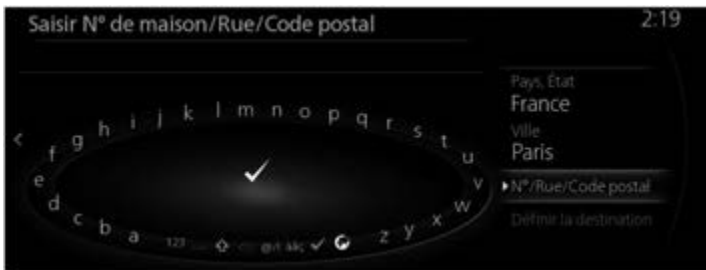 Saisir N° de maison/Rue/Code postal
2:19
Pays, État
France
Ville
Paris
N°/Rue/Code postal
Définir la destination
a b c d e f g h i j k l m n o p q r s t u v w x y z
123